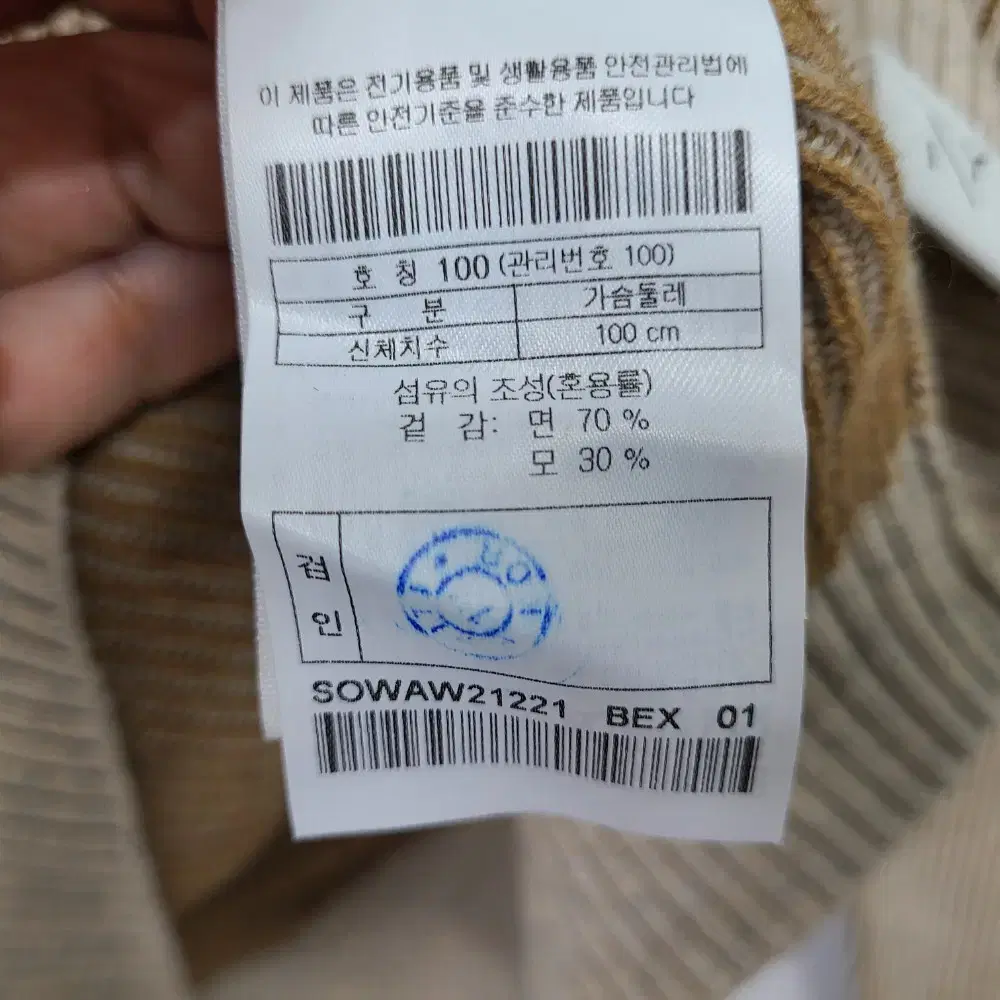 이 제품은 전기용품 및 생활용품 안전관리법에
따른 안전기준을 준수한 제품입니다
호 칭 100 (관리번호 100)
구 분 가슴둘레
신체치수 100 cm
섬유의 조성(혼용률)
겉 감: 면 70 %
모 30 %
검
인
SOWAW21221 BEX 01